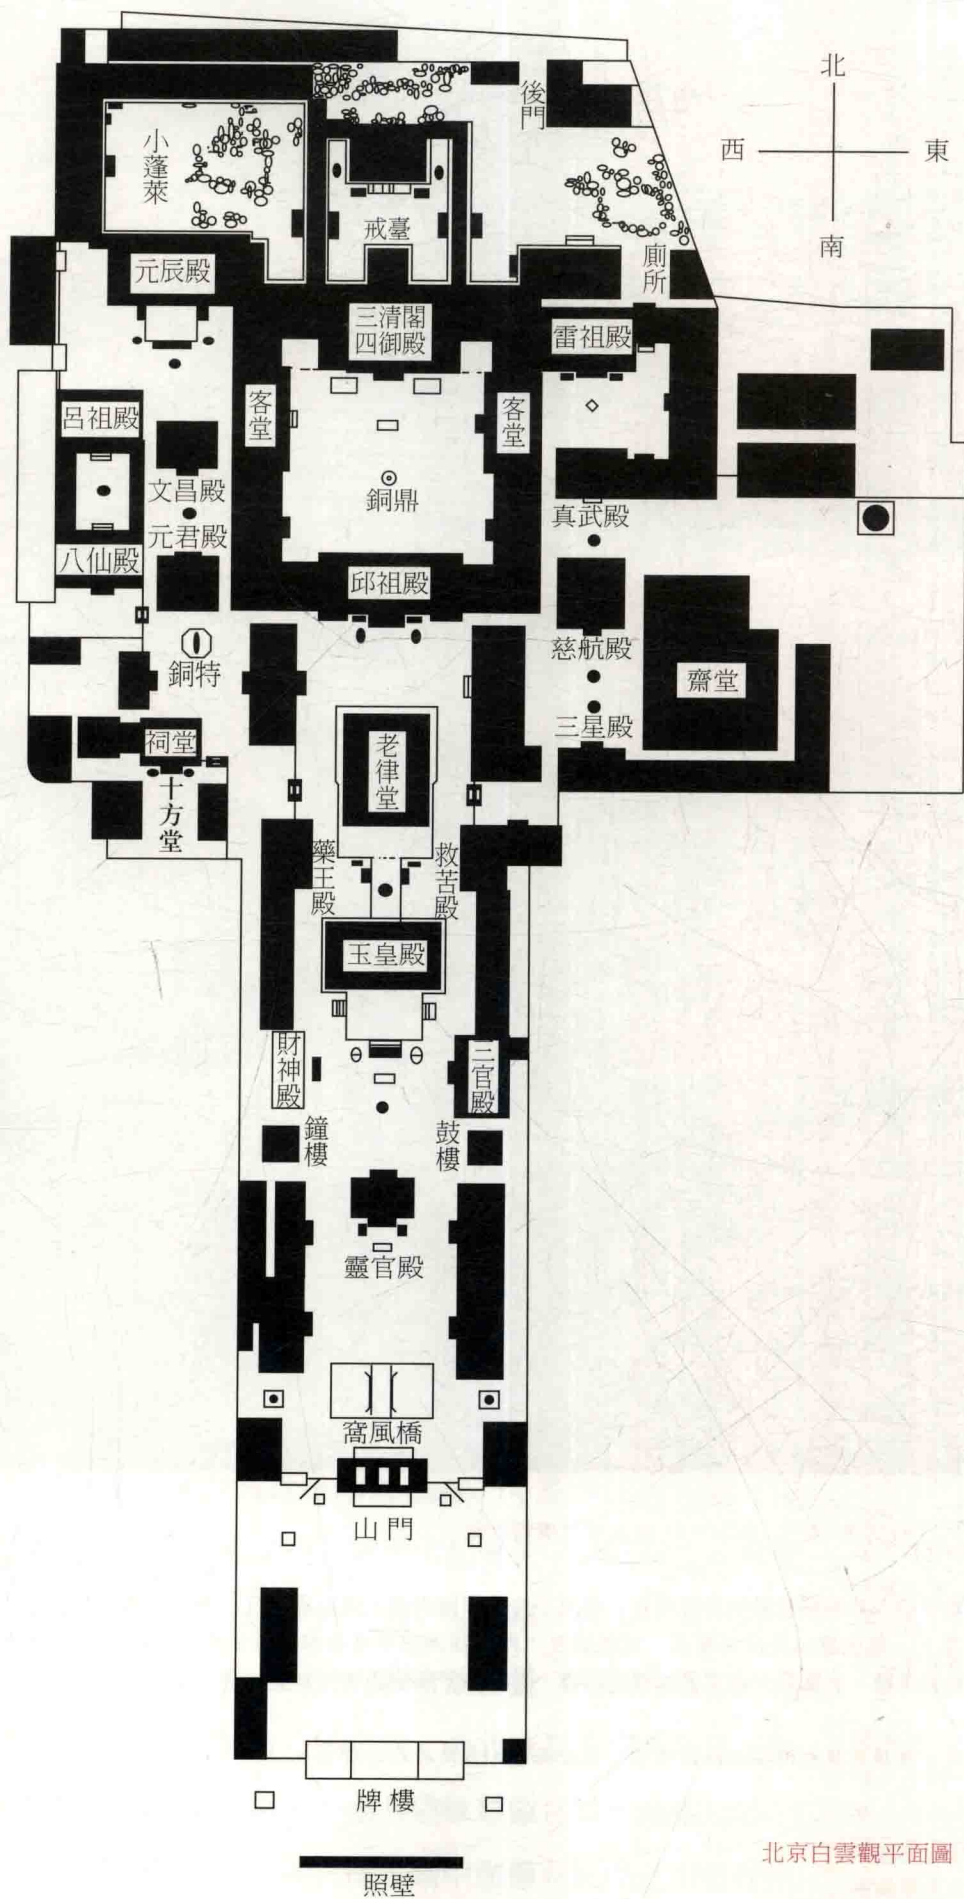 北
西
東
南
後門
小蓬萊
戒臺
廁所
元辰殿
三清閣
四御殿
雷祖殿
客堂
客堂
呂祖殿
銅鼎
文昌殿
真武殿
元君殿
八仙殿
邱祖殿
慈航殿
銅特
齋堂
三星殿
祠堂
老律堂
十方堂
藥王殿
救苦殿
玉皇殿
財神殿
三官殿
鐘樓
鼓樓
靈官殿
窩風橋
山門
牌樓
北京白雲觀平面圖
照壁